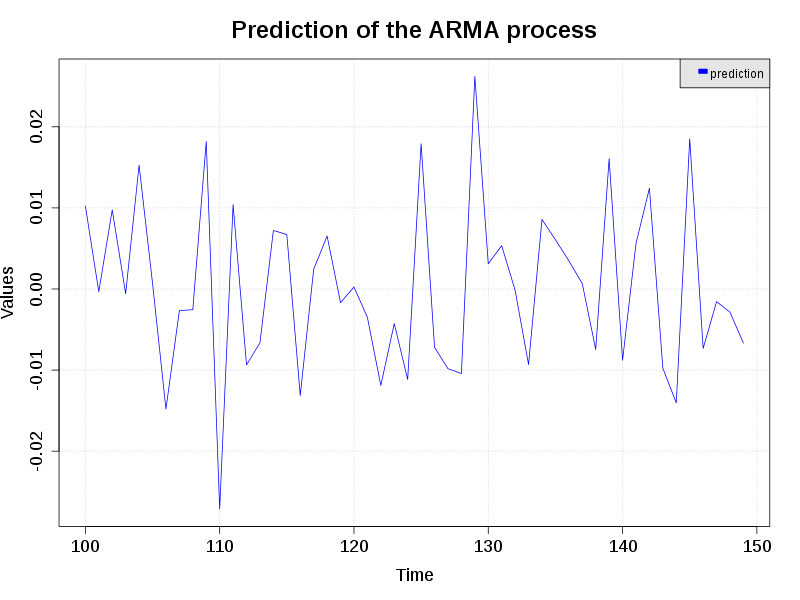 Prediction of the ARMA process
prediction
Values
0.02
0.01
0.00
-0.01
-0.02
100 110 120 130 140 150
Time